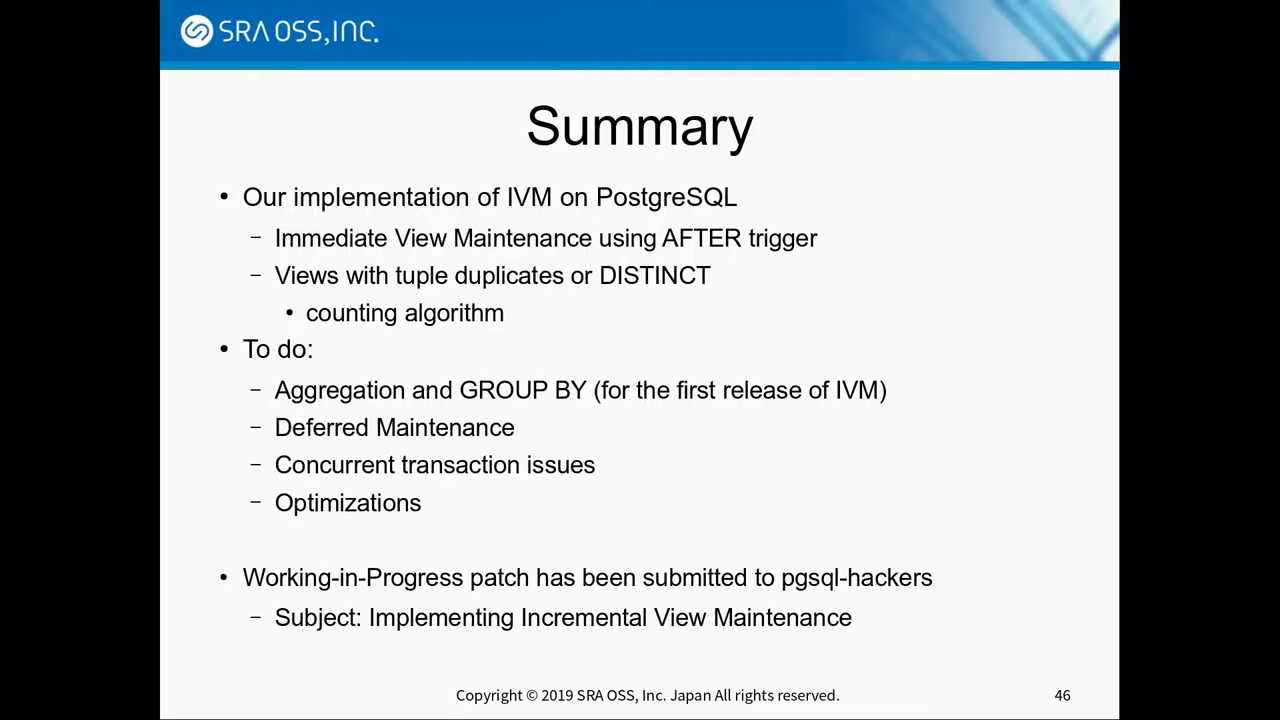 SRA OSS, INC.
Summary
• Our implementation of IVM on PostgreSQL
– Immediate View Maintenance using AFTER trigger
– Views with tuple duplicates or DISTINCT
• counting algorithm
• To do:
– Aggregation and GROUP BY (for the first release of IVM)
– Deferred Maintenance
– Concurrent transaction issues
– Optimizations
• Working-in-Progress patch has been submitted to pgsql-hackers
– Subject: Implementing Incremental View Maintenance
Copyright © 2019 SRA OSS, Inc. Japan All rights reserved.
46